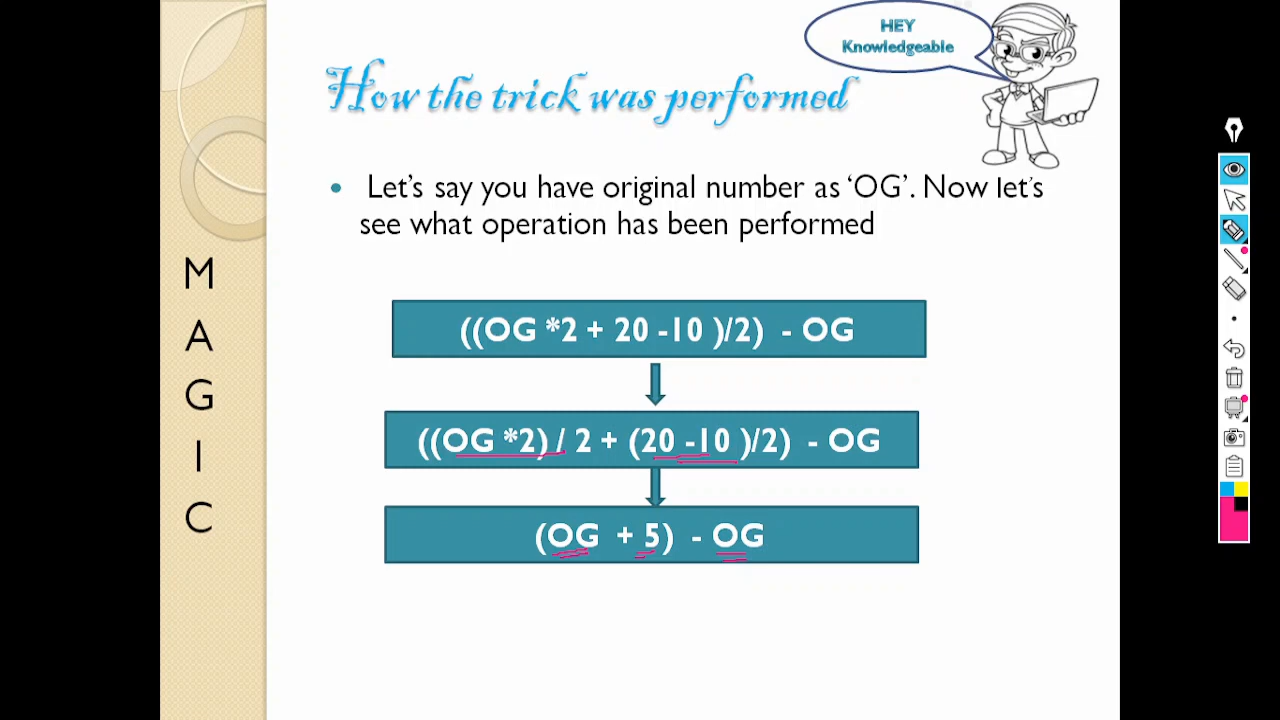 HEY
Knowledgeable
How the trick was performed
• Let's say you have original number as ‘OG’. Now let's
see what operation has been performed
M
A
G
I
C
((OG *2 + 20 -10 )/2) - OG
((OG *2) / 2 + (20 -10 )/2) - OG
(OG + 5) - OG